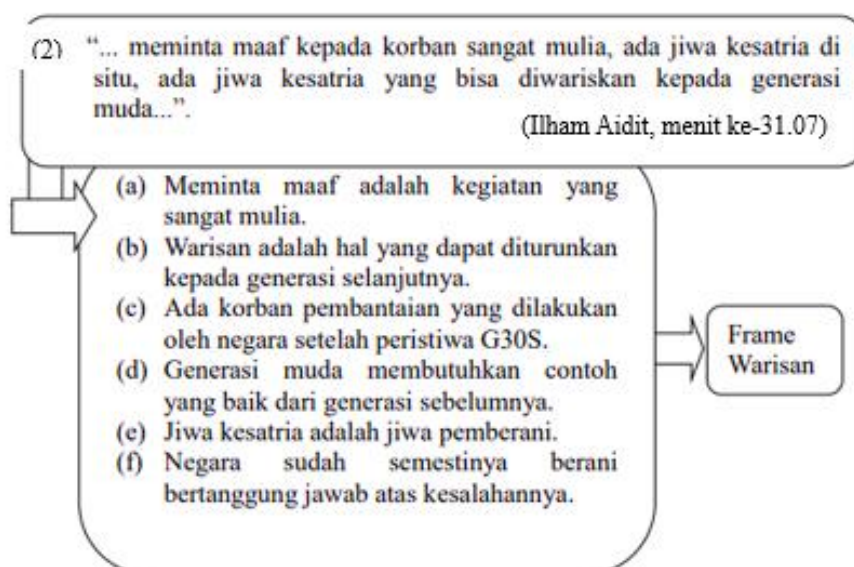 (2) “... meminta maaf kepada korban sangat mulia, ada jiwa kesatria di
situ, ada jiwa kesatria yang bisa diwariskan kepada generasi
muda...”.
(Ilham Aidit, menit ke-31.07)
(a) Meminta maaf adalah kegiatan yang
sangat mulia.
(b) Warisan adalah hal yang dapat diturunkan
kepada generasi selanjutnya.
(c) Ada korban pembantaian yang dilakukan
oleh negara setelah peristiwa G30S.
(d) Generasi muda membutuhkan contoh
yang baik dari generasi sebelumnya.
(e) Jiwa kesatria adalah jiwa pemberani.
(f) Negara sudah semestinya berani
bertanggung jawab atas kesalahannya.
Frame
Warisan